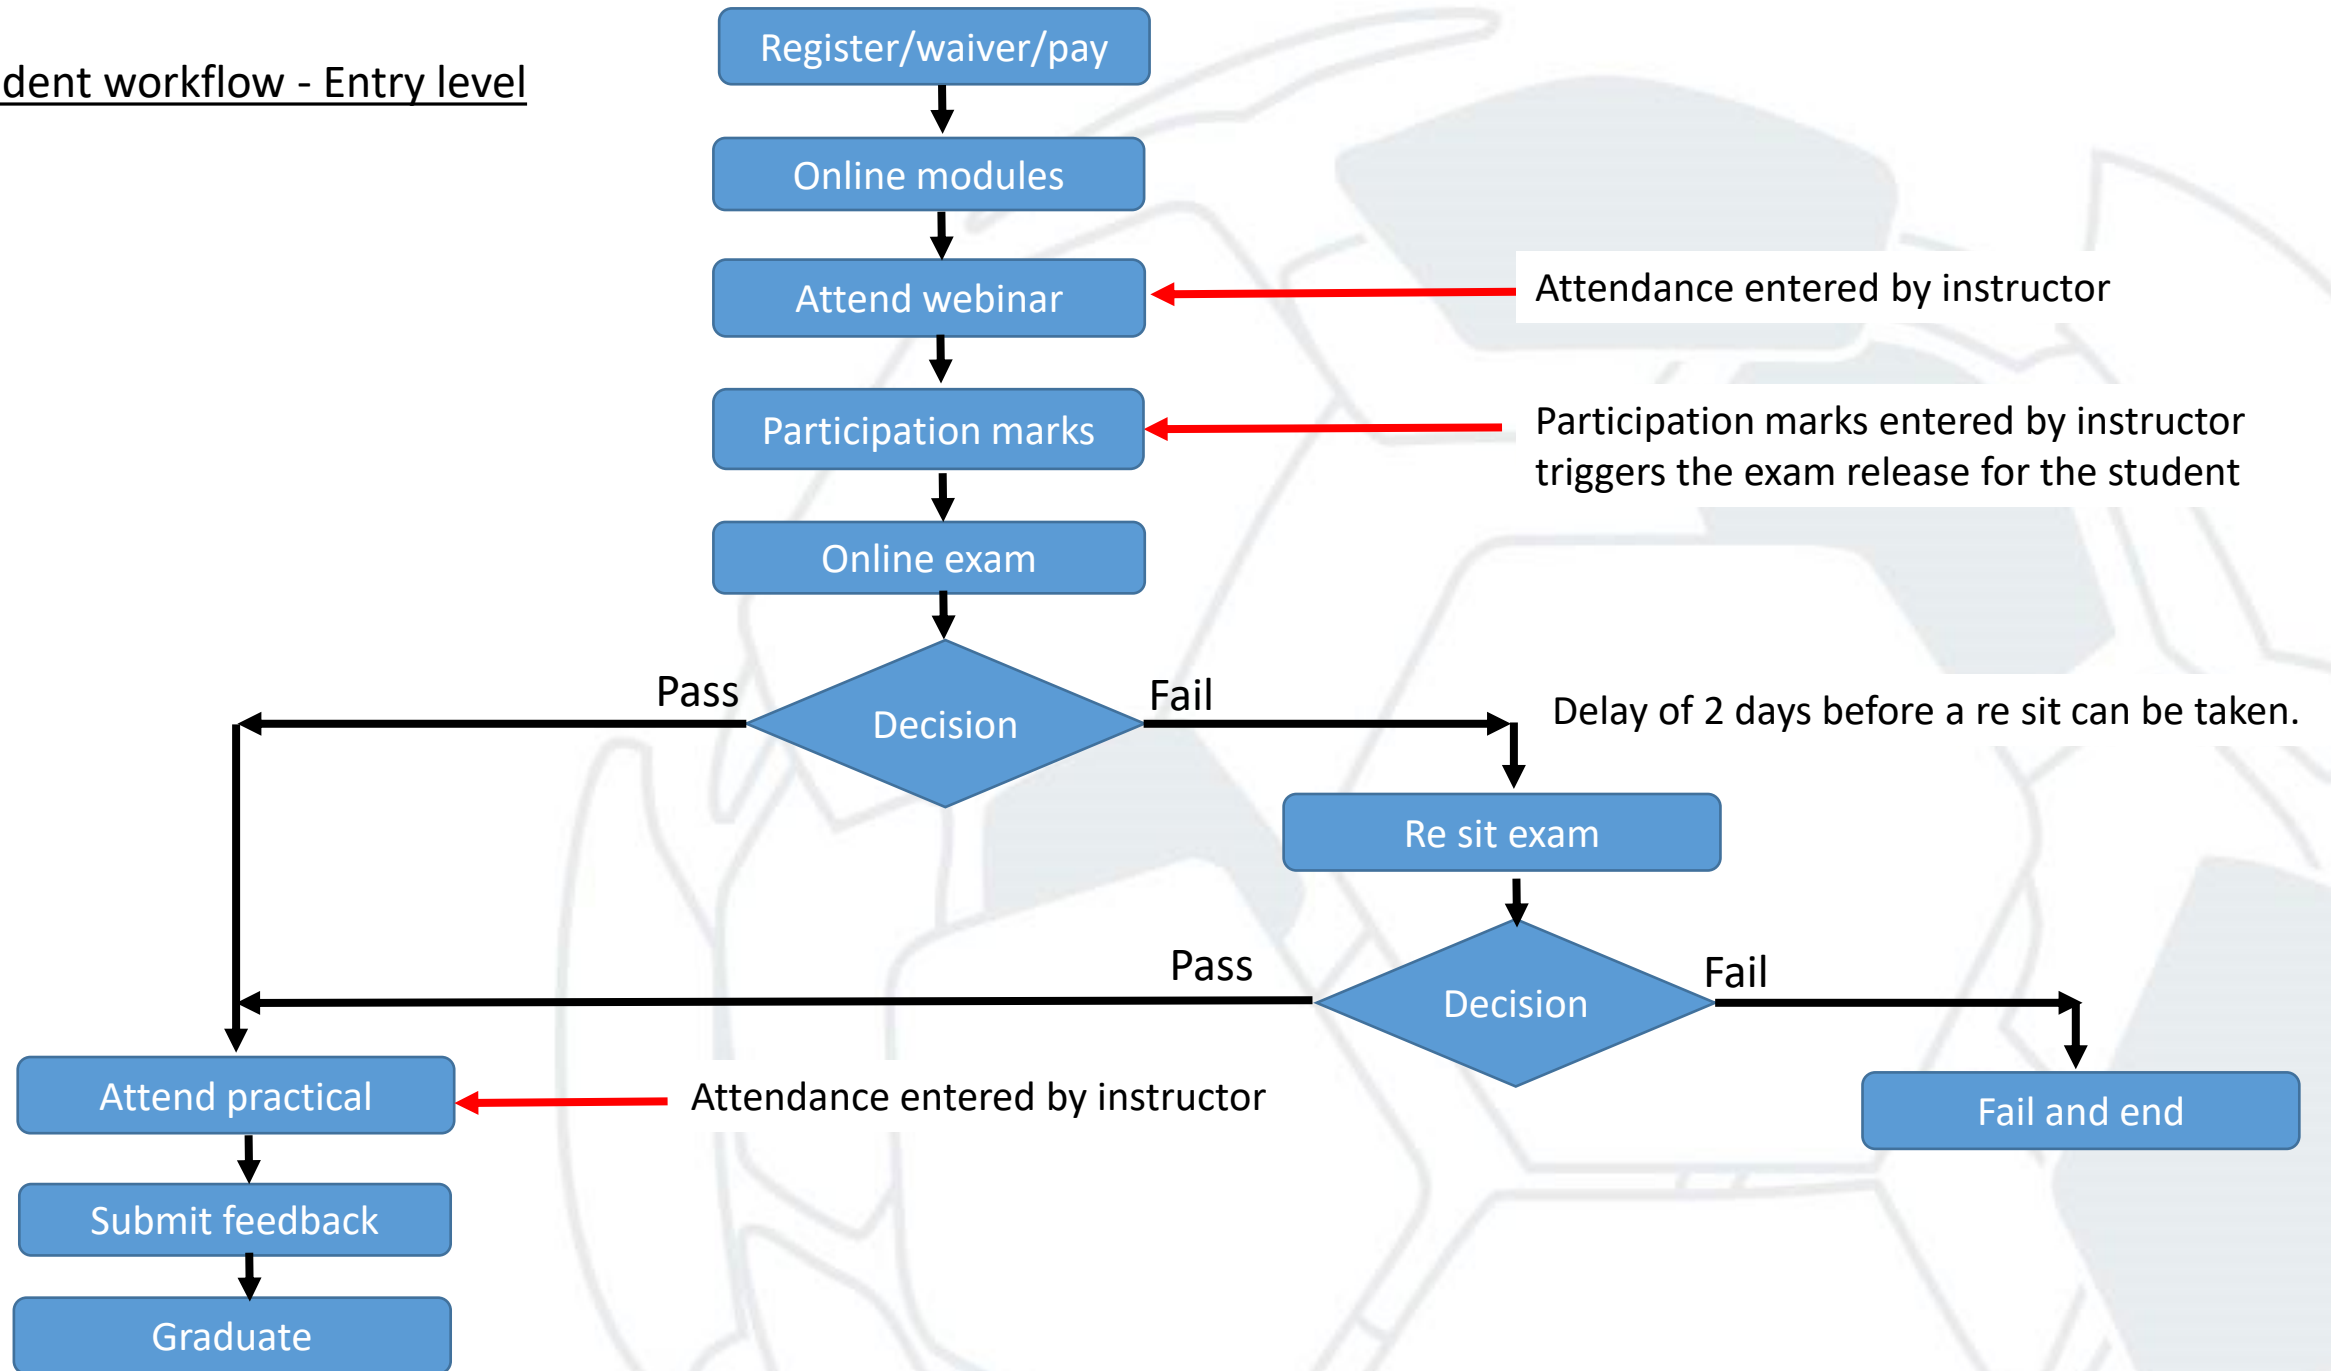 dent workflow - Entry level
Register/waiver/pay
Online modules
Attend webinar
Attendance entered by instructor
Participation marks
Participation marks entered by instructor
triggers the exam release for the student
Online exam
Pass
Decision
Fail
Delay of 2 days before a re sit can be taken.
Re sit exam
Pass
Decision
Fail
Attend practical
Attendance entered by instructor
Fail and end
Submit feedback
Graduate